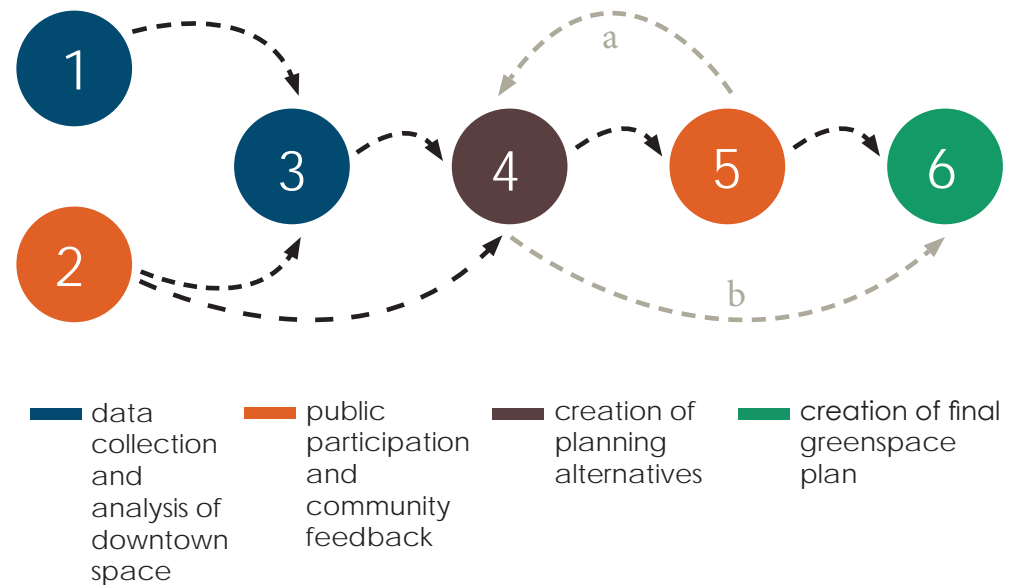 1
2
3
4
5
6
a
b
data
collection
and
analysis of
downtown
space
public
participation
and
community
feedback
creation of
planning
alternatives
creation of final
greenspace
plan